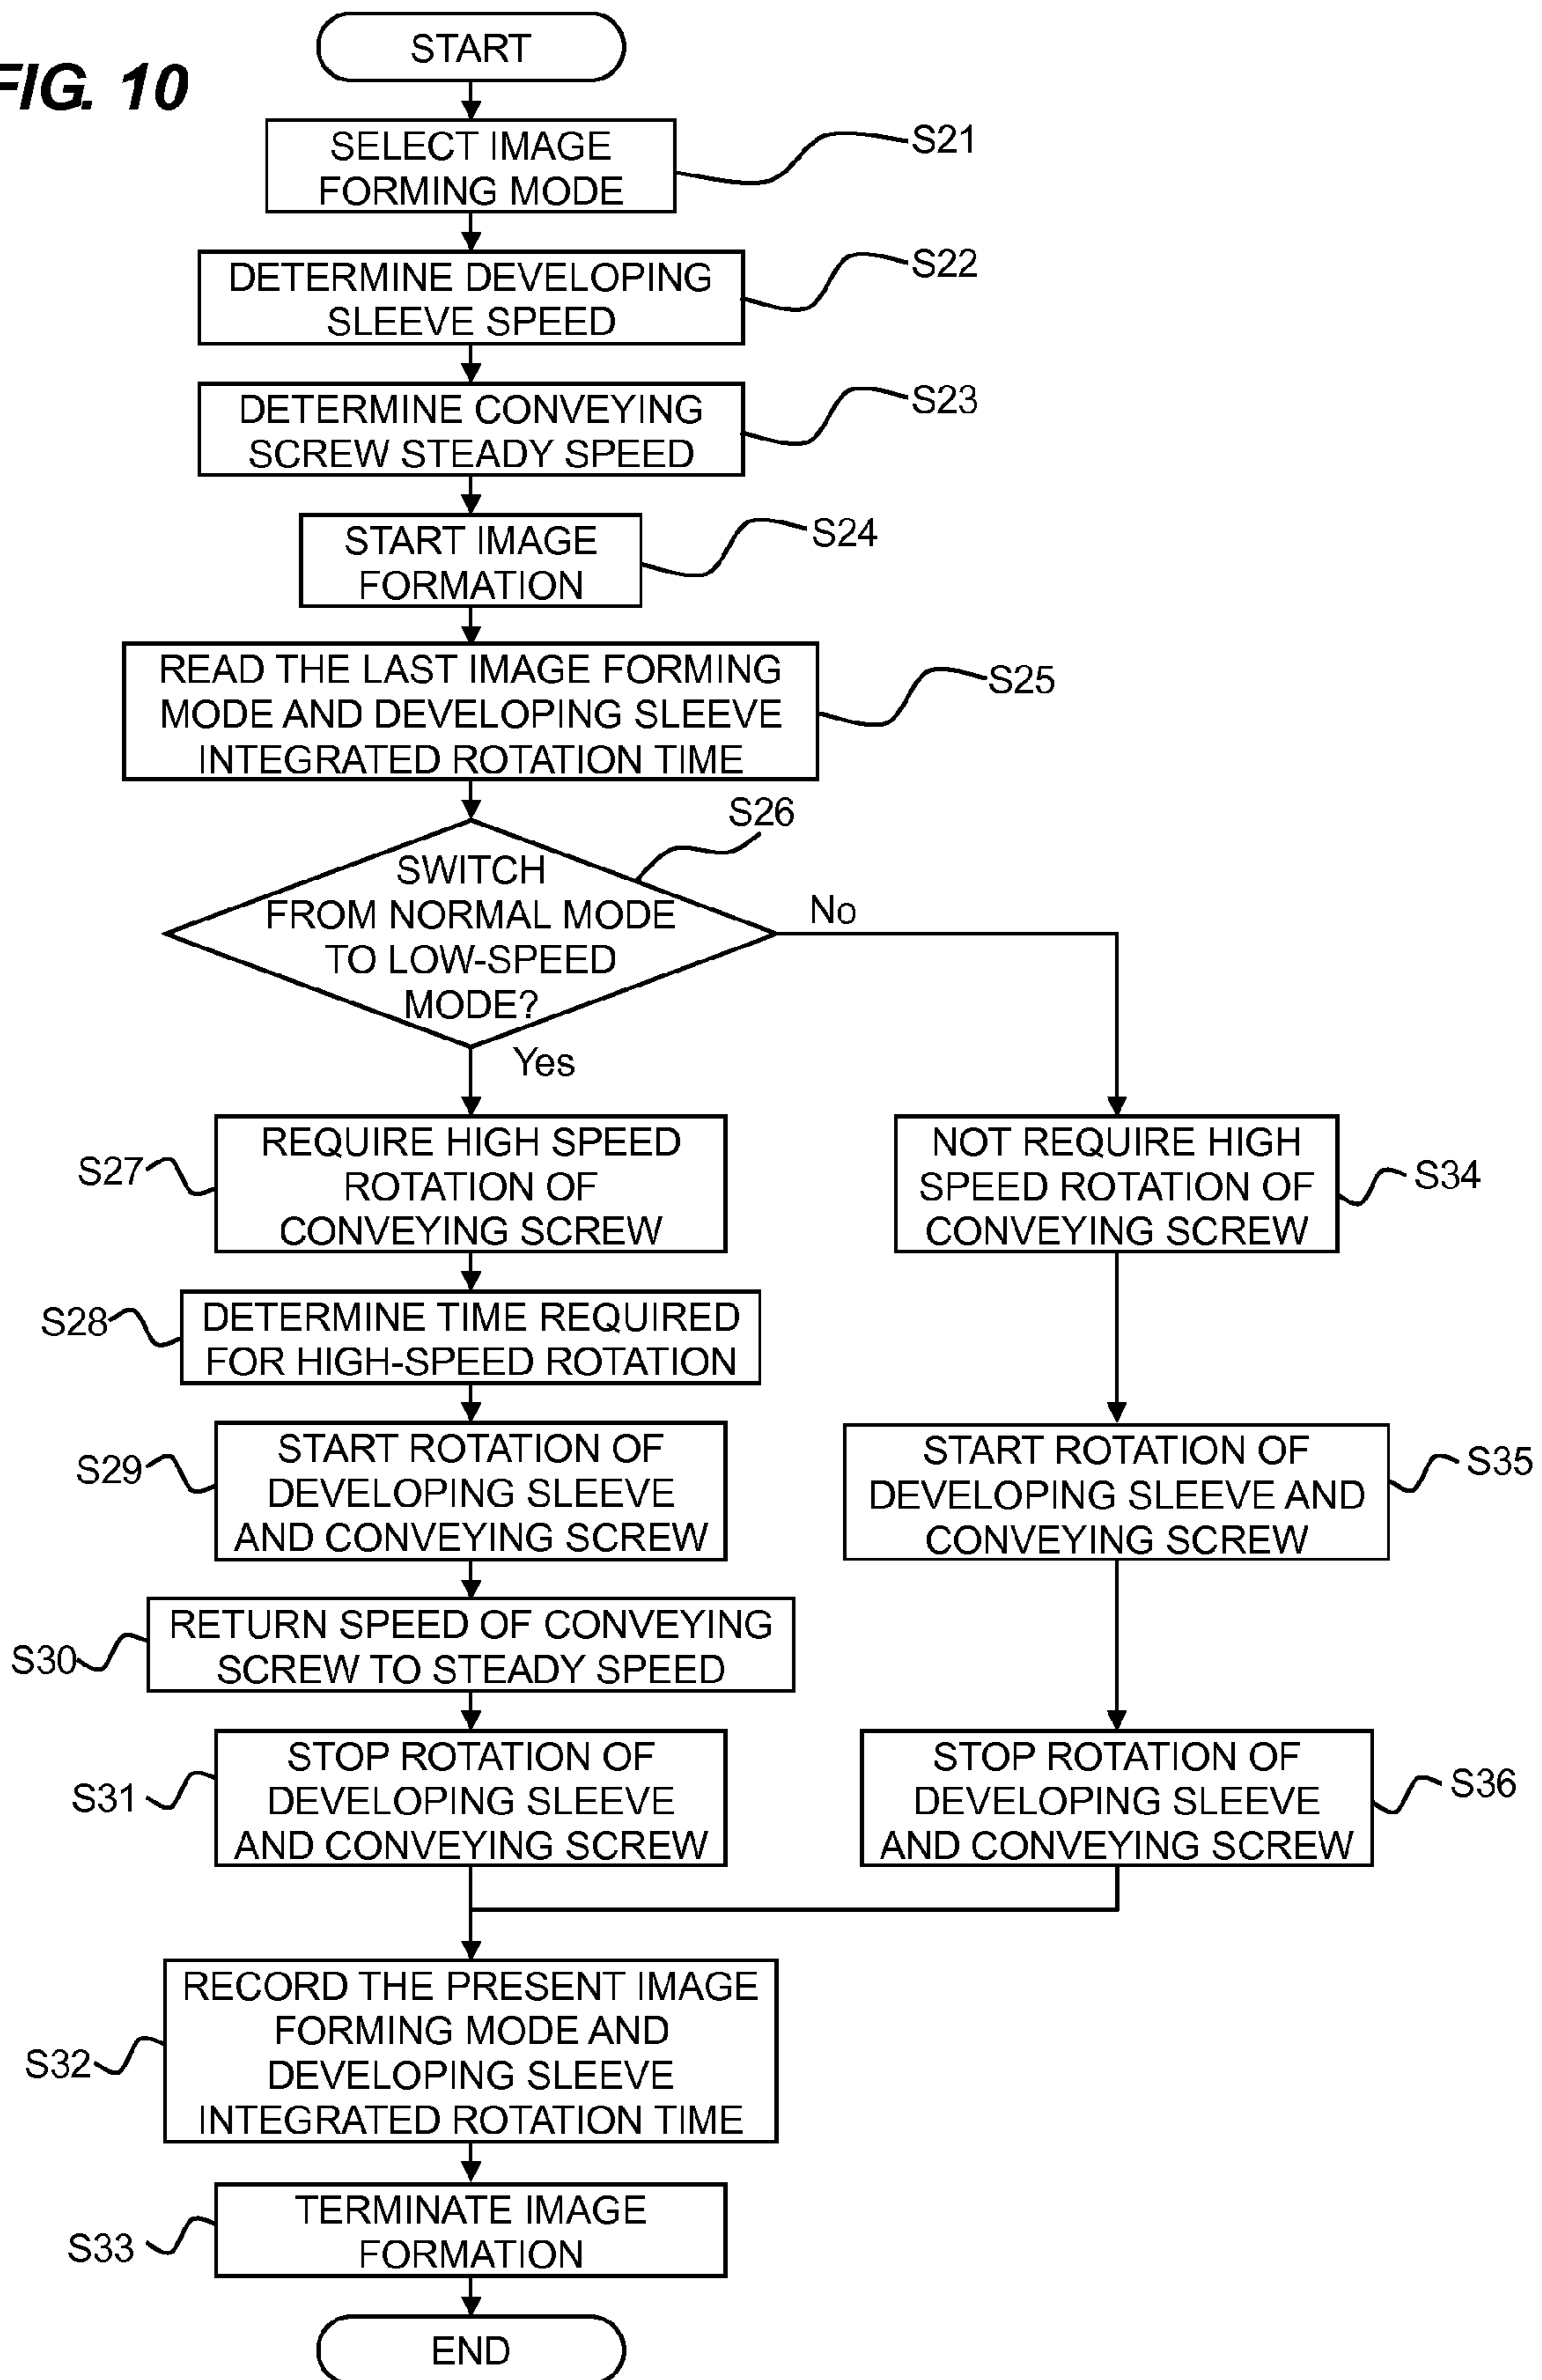 FIG. 10
START
SELECT IMAGE
FORMING MODE
S21
DETERMINE DEVELOPING
SLEEVE SPEED
S22
DETERMINE CONVEYING
SCREW STEADY SPEED
S23
START IMAGE
FORMATION
S24
READ THE LAST IMAGE FORMING
MODE AND DEVELOPING SLEEVE
INTEGRATED ROTATION TIME
S25
S26
SWITCH
FROM NORMAL MODE
TO LOW-SPEED
MODE?
No
Yes
S27
REQUIRE HIGH SPEED
ROTATION OF
CONVEYING SCREW
NOT REQUIRE HIGH
SPEED ROTATION OF
CONVEYING SCREW
S34
S28
DETERMINE TIME REQUIRED
FOR HIGH-SPEED ROTATION
S29
START ROTATION OF
DEVELOPING SLEEVE
AND CONVEYING SCREW
START ROTATION OF
DEVELOPING SLEEVE AND
CONVEYING SCREW
S35
S30
RETURN SPEED OF CONVEYING
SCREW TO STEADY SPEED
S31
STOP ROTATION OF
DEVELOPING SLEEVE
AND CONVEYING SCREW
STOP ROTATION OF
DEVELOPING SLEEVE
AND CONVEYING SCREW
S36
S32
RECORD THE PRESENT IMAGE
FORMING MODE AND
DEVELOPING SLEEVE
INTEGRATED ROTATION TIME
S33
TERMINATE IMAGE
FORMATION
END